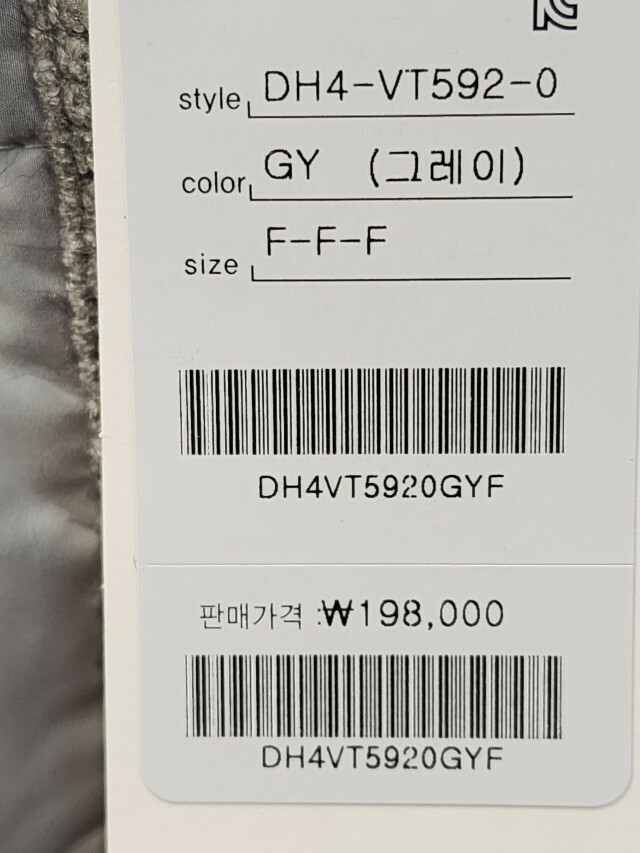 style DH4-VT592-0
color GY (그레이)
size F-F-F
DH4VT5920GYF
판매가격 :₩198,000
DH4VT5920GYF